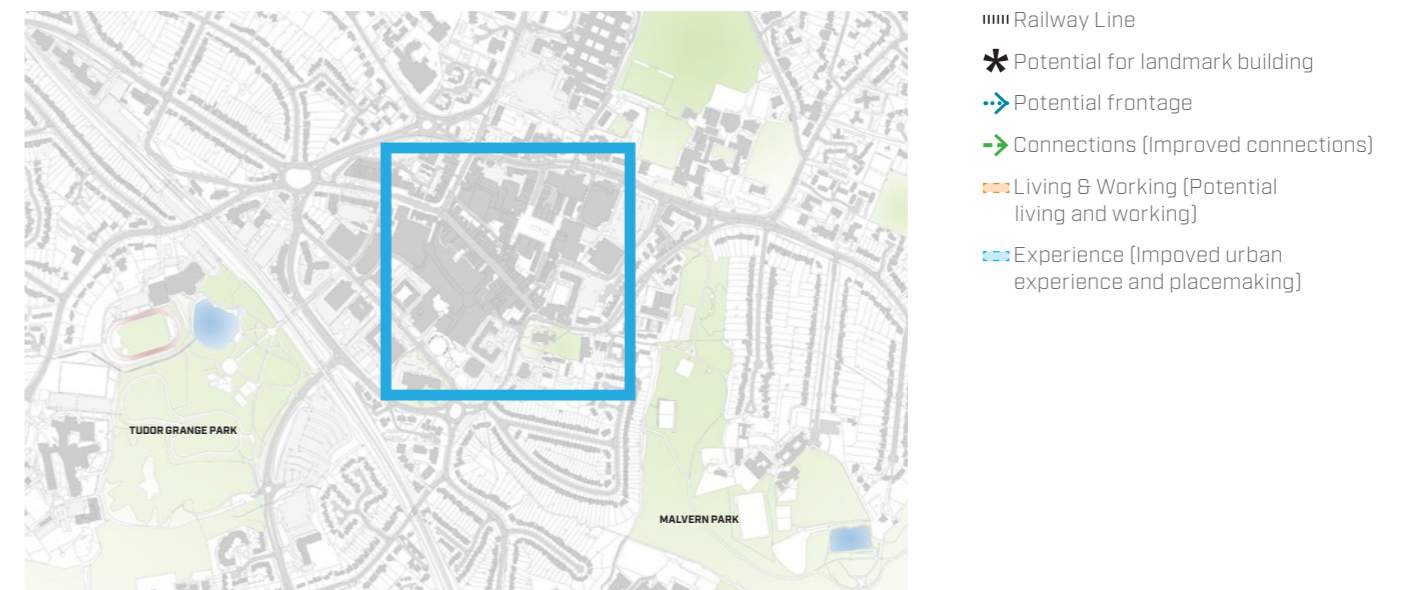 Railway Line
Potential for landmark building
Potential frontage
Connections (Improved connections)
Living & Working (Potential
living and working)
Experience (Impoved urban
experience and placemaking)
TUDOR GRANGE PARK
MALVERN PARK